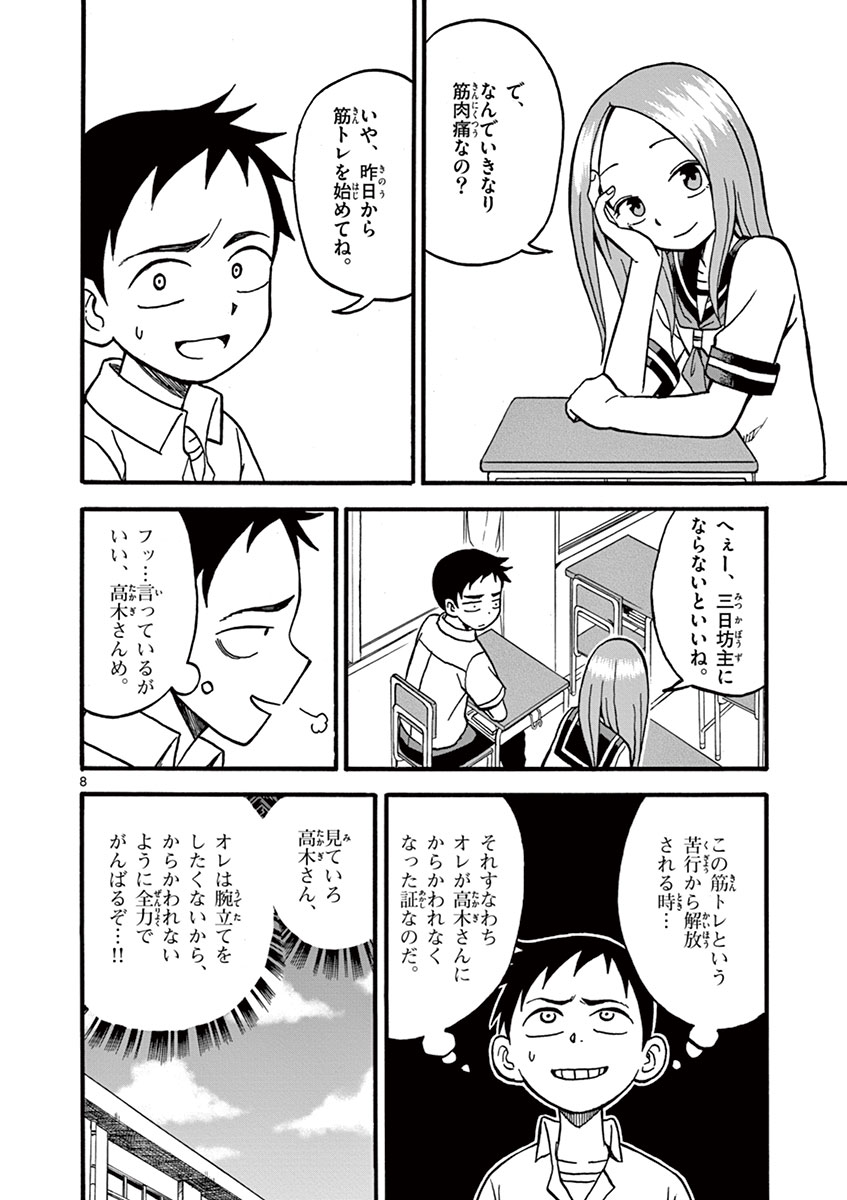 で、
なんでいきなり
筋肉痛なの？
いや、昨日から
筋トレを始めてね。
へぇー、三日坊主に
ならないといいね。
フッ…言っているが
いい、高木さんめ。
この筋トレという
苦行から解放
される時…
それすなわち
オレが高木さんに
からかわれなく
なった証なのだ。
見ていろ
高木さん、
オレは腕立てを
したくないから、
からかわれない
ように全力で
がんばるぞ…!!
8